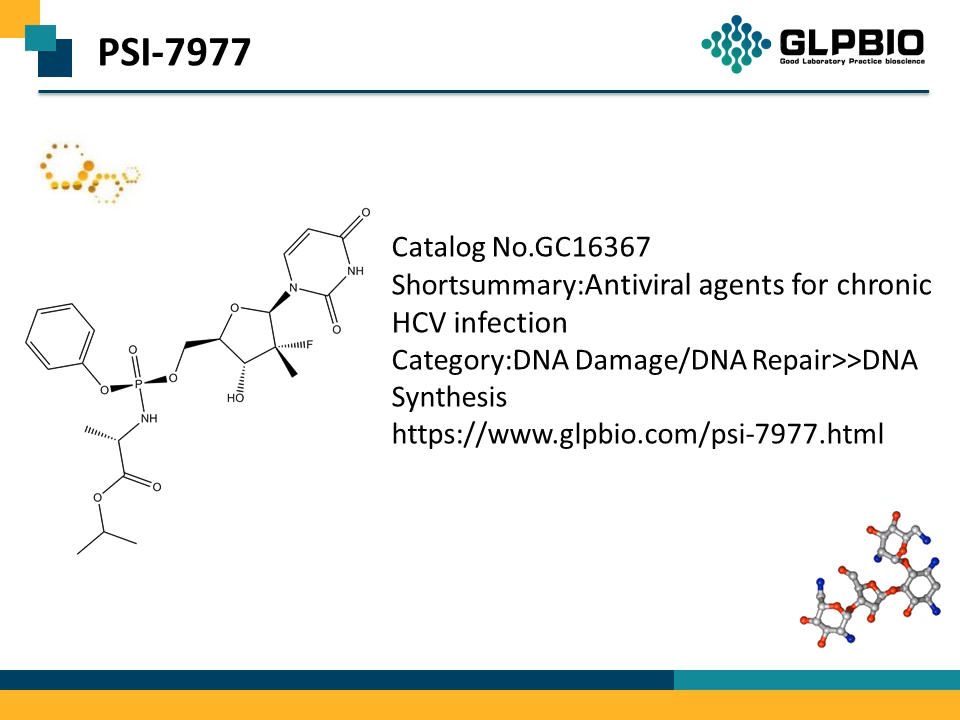 PSI-7977
GLPBIO
Good Laboratory Practice bioscience
O
NH
N
O
O
F
HO
O
P
O
O
NH
O
O
Catalog No.GC16367
Shortsummary:Antiviral agents for chronic
HCV infection
Category:DNA Damage/DNA Repair>>DNA
Synthesis
https://www.glpbio.com/psi-7977.html